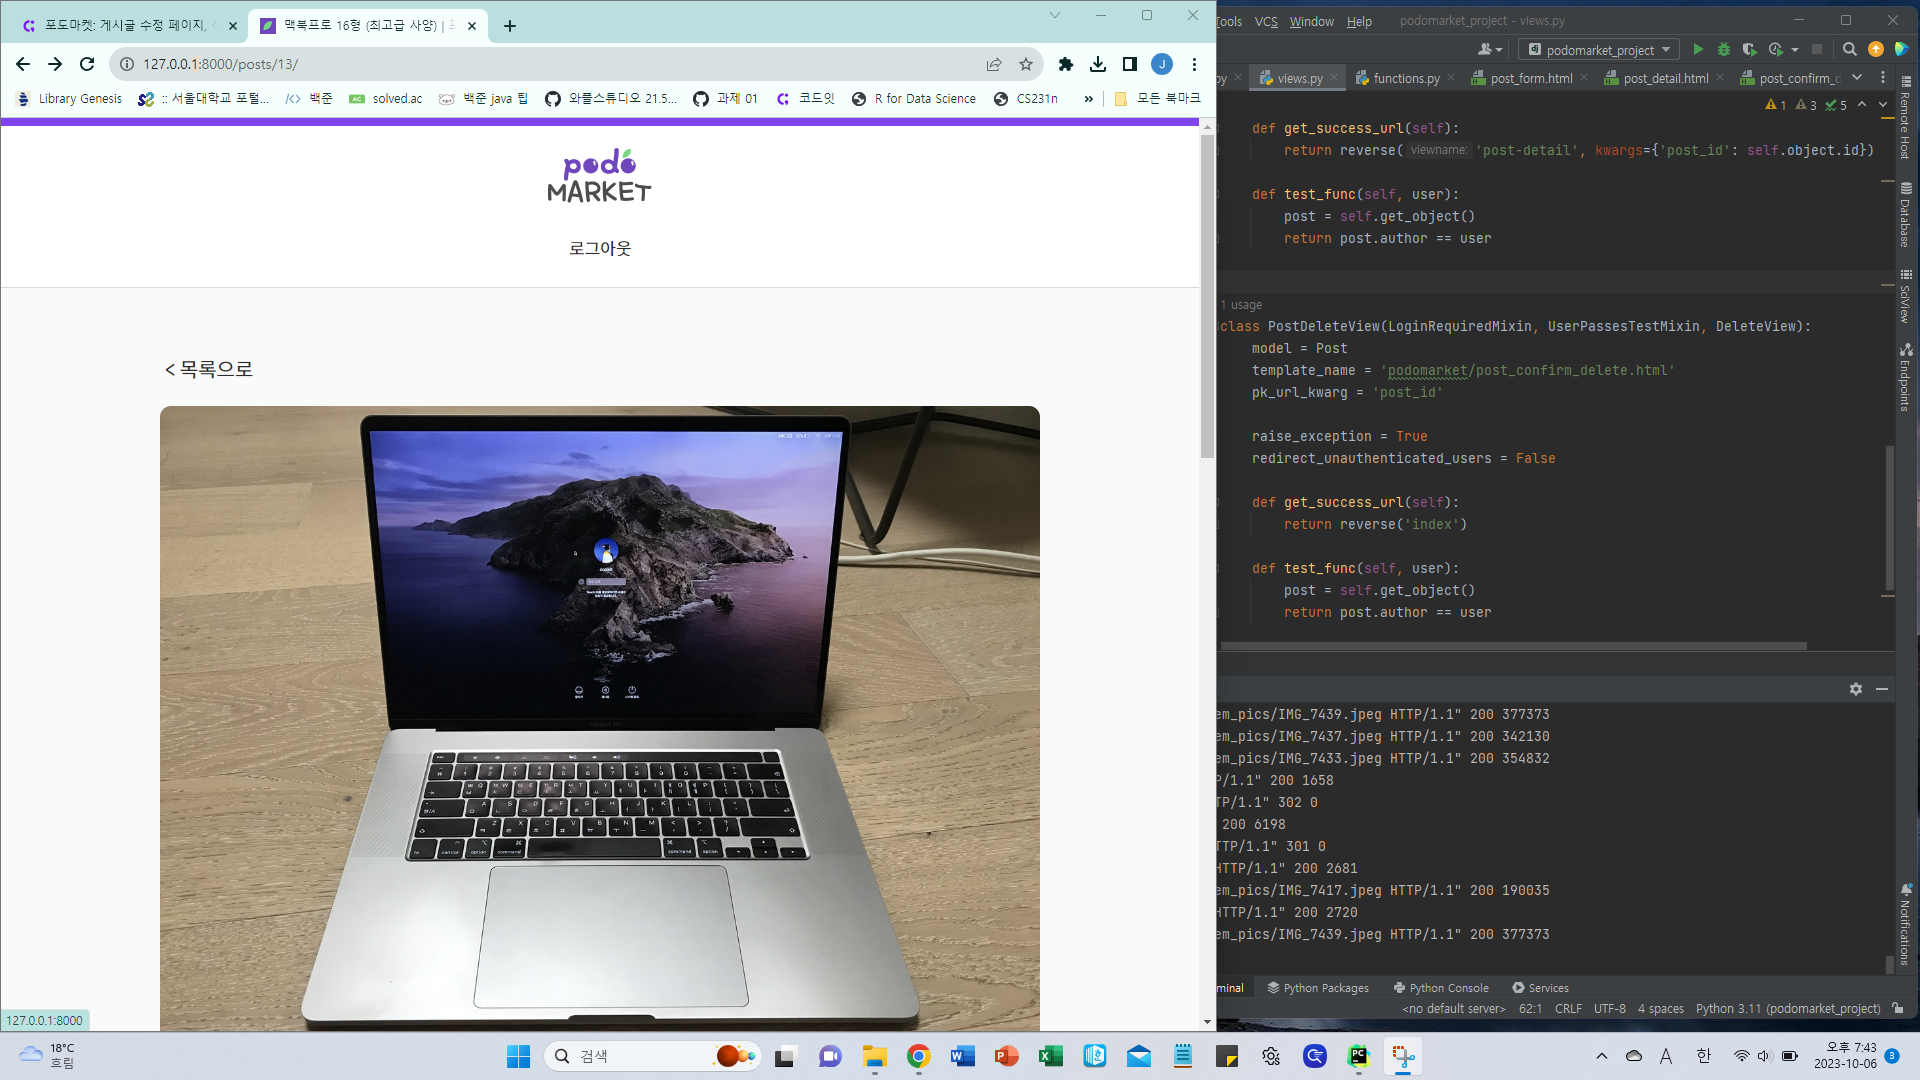 포도마켓: 게시글 수정 페이지,
맥북프로 16형 (최고급 사양) |
127.0.0.1:8000/posts/13/
J
Library Genesis
:: 서울대학교 포털...
백준
solved.ac
백준 java 팁
와플스튜디오 21.5...
과제 01
코드잇
R for Data Science
CS231n
»
모든 북마크
podo
MARKET
로그아웃
< 목록으로
127.0.0.1:8000
Tools VCS Window Help podomarket_project - views.py
podomarket_project
views.py
functions.py
post_form.html
post_detail.html
post_confirm_
1 3 5
def get_success_url(self):
return reverse( viewname: 'post-detail', kwargs={'post_id': self.object.id})
def test_func(self, user):
post = self.get_object()
return post.author == user
1 usage
class PostDeleteView(LoginRequiredMixin, UserPassesTestMixin, DeleteView):
model = Post
template_name = 'podomarket/post_confirm_delete.html'
pk_url_kwarg = 'post_id'
raise_exception = True
redirect_unauthenticated_users = False
def get_success_url(self):
return reverse('index')
def test_func(self, user):
post = self.get_object()
return post.author == user
em_pics/IMG_7439.jpeg HTTP/1.1" 200 377373
em_pics/IMG_7437.jpeg HTTP/1.1" 200 342130
em_pics/IMG_7433.jpeg HTTP/1.1" 200 354832
P/1.1" 200 1658
TP/1.1" 302 0
200 6198
TTP/1.1" 301 0
HTTP/1.1" 200 2681
em_pics/IMG_7417.jpeg HTTP/1.1" 200 190035
HTTP/1.1" 200 2720
em_pics/IMG_7439.jpeg HTTP/1.1" 200 377373
minal
Python Packages
Python Console
Services
<no default server> 62:1 CRLF UTF-8 4 spaces Python 3.11 (podomarket_project)
Remote Host
Database
SciView
Endpoints
Notifications
18°C
흐림
검색
A
한
오후 7:43
2023-10-06
3